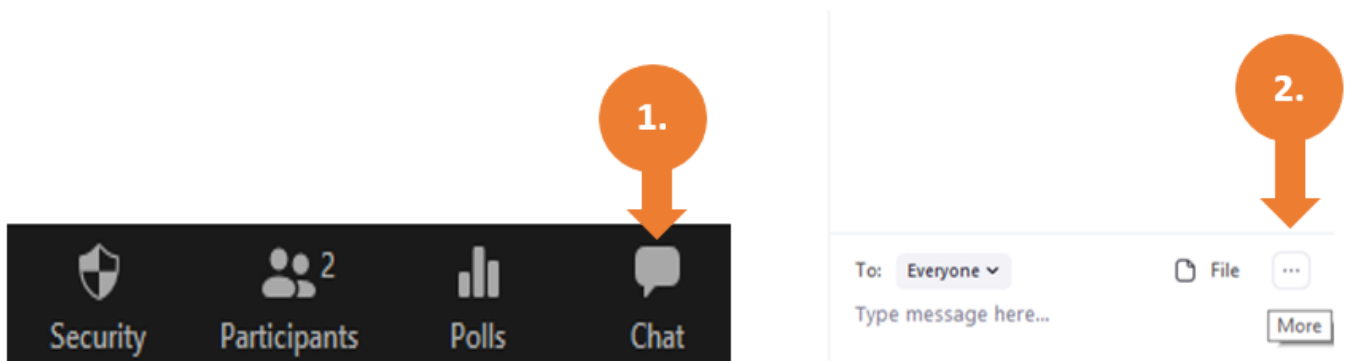 1.
2.
2
Security Participants Polls Chat
To: Everyone File ...
Type message here...
More